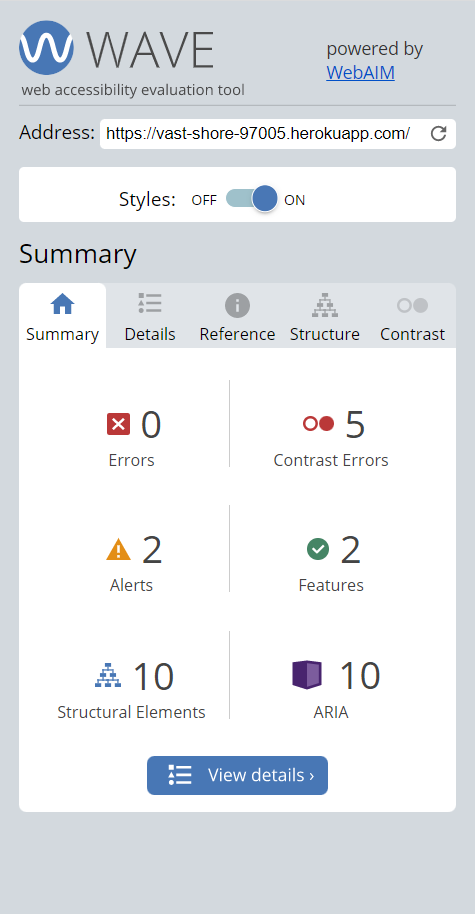 WAVE
powered by
WebAIM
web accessibility evaluation tool
Address: https://vast-shore-97005.herokuapp.com/
Styles: OFF ON
Summary
Summary Details Reference Structure Contrast
0 5
Errors Contrast Errors
2 2
Alerts Features
10 10
Structural Elements ARIA
View details ›